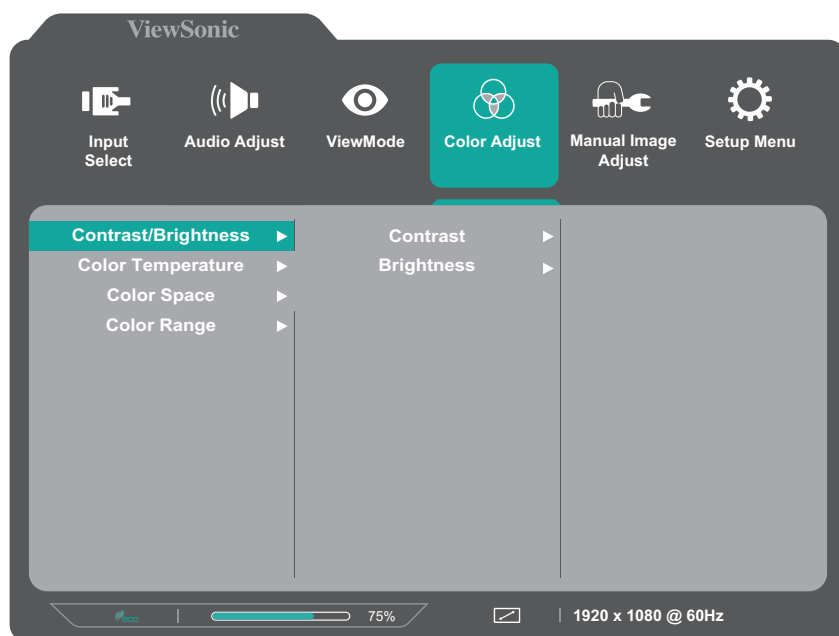 ViewSonic
Input
Select
Audio Adjust
ViewMode
Color Adjust
Manual Image
Adjust
Setup Menu
Contrast/Brightness
Color Temperature
Color Space
Color Range
Contrast
Brightness
eco
75%
1920 x 1080 @ 60Hz